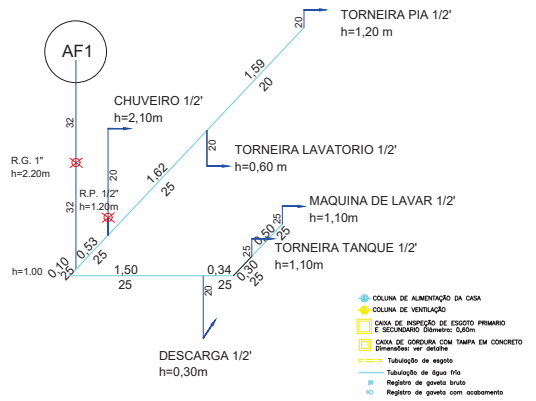 TORNEIRA PIA 1/2'
h=1,20 m
AF1
1,59
20
20
CHUVEIRO 1/2'
h=2,10m
32
20
20
TORNEIRA LAVATORIO 1/2'
h=0,60 m
R.G. 1"
h=2.20m
1,62
25
R.P. 1/2"
h=1.20m
MAQUINA DE LAVAR 1/2'
h=1,10m
32
25
0,50
25
0,53
25
TORNEIRA TANQUE 1/2'
h=1,10m
25
h=1.00
0,10
25
1,50
25
0,34
25
0,30
25
20
DESCARGA 1/2'
h=0,30m
COLUNA DE ALIMENTAÇÃO DA CASA
COLUNA DE VENTILAÇÃO
CAIXA DE INSPEÇÃO DE ESGOTO PRIMARIO
E SECUNDARIO Diâmetro: 0,60m
CAIXA DE GORDURA COM TAMPA EM CONCRETO
Dimensões: ver detalhe
Tubulação de esgoto
Tubulação de água fria
Registro de gaveta bruto
Registro de gaveta com acabamento